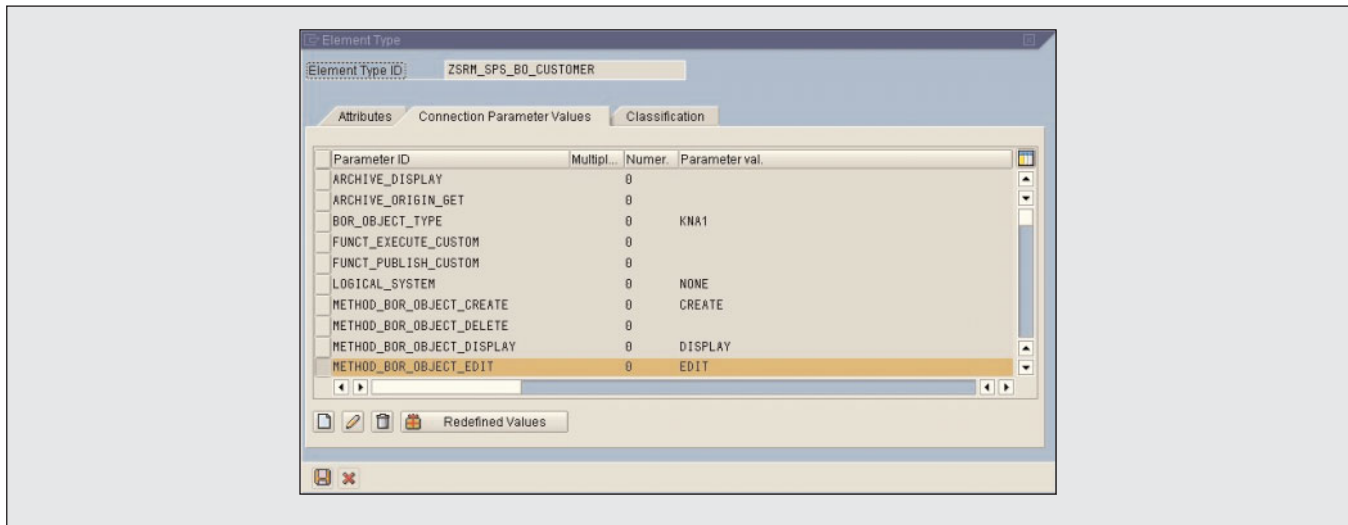 Element Type
Element Type ID: ZSRM_SPS_BO_CUSTOMER
Attributes Connection Parameter Values Classification
Parameter ID Multipl... Numer. Parameter val.
ARCHIVE_DISPLAY 0
ARCHIVE_ORIGIN_GET 0
BOR_OBJECT_TYPE 0 KNA1
FUNCT_EXECUTE_CUSTOM 0
FUNCT_PUBLISH_CUSTOM 0
LOGICAL_SYSTEM 0 NONE
METHOD_BOR_OBJECT_CREATE 0 CREATE
METHOD_BOR_OBJECT_DELETE 0
METHOD_BOR_OBJECT_DISPLAY 0 DISPLAY
METHOD_BOR_OBJECT_EDIT 0 EDIT
Redefined Values